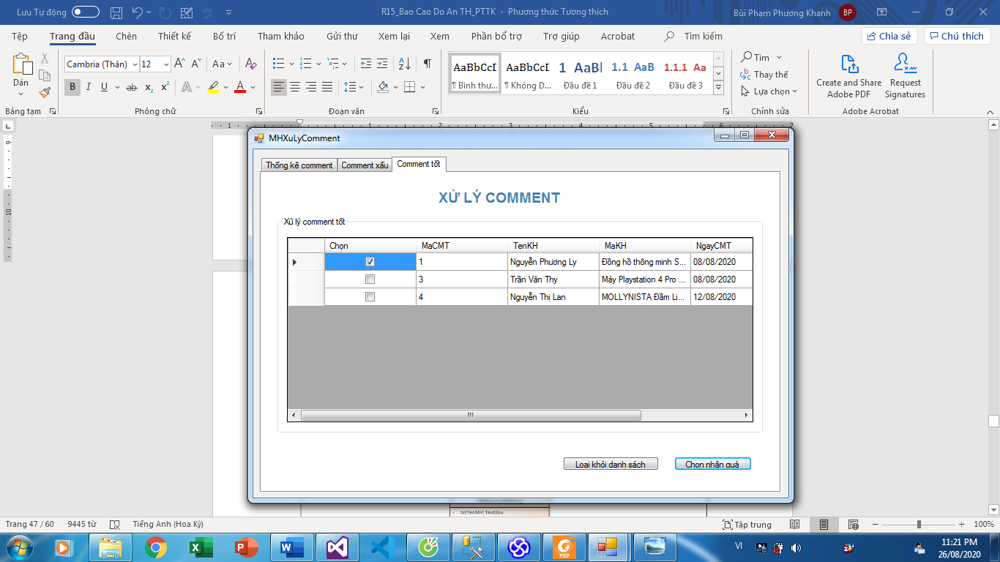 Lưu Tự động
R15_Bao Cao Do An TH_PTTK - Phương thức Tương thích
Bùi Phạm Phương Khanh
BP
Tệp Trang đầu Chèn Thiết kế Bố trí Tham khảo Gửi thư Xem lại Xem Phần bổ trợ Trợ giúp Acrobat Tìm kiếm
Chia sẻ
Chú thích
Dán
Cambria (Thân)
12
Aa
B I U ab x₂ x² A A
AaBbCcI
¶ Bình thư...
AaBbCcI
¶ Không D...
1 AaBl
Đầu đề 1
1.1 AaB
Đầu đề 2
1.1.1 Aa
Đầu đề 3
Tìm
Thay thế
Lựa chọn
Create and Share
Adobe PDF
Request
Signatures
Bảng tạm
Phông chữ
Đoạn văn
Kiểu
Chỉnh sửa
Adobe Acrobat
MHXuLyComment
Thống kê comment Comment xấu Comment tốt
XỬ LÝ COMMENT
Xử lý comment tốt
Chọn MaCMT TenKH MaKH NgayCMT
1 Nguyễn Phương Ly Đồng hồ thông minh S... 08/08/2020
3 Trần Văn Thy Máy Playstation 4 Pro ... 08/08/2020
4 Nguyễn Thị Lan MOLLYNISTA Đầm Li... 12/08/2020
Loại khỏi danh sách
Chọn nhận quà
- txtTenMH: TextBox
Trang 47 / 60
9445 từ
Tiếng Anh (Hoa Kỳ)
Tập trung
100%
VI
11:21 PM
26/08/2020